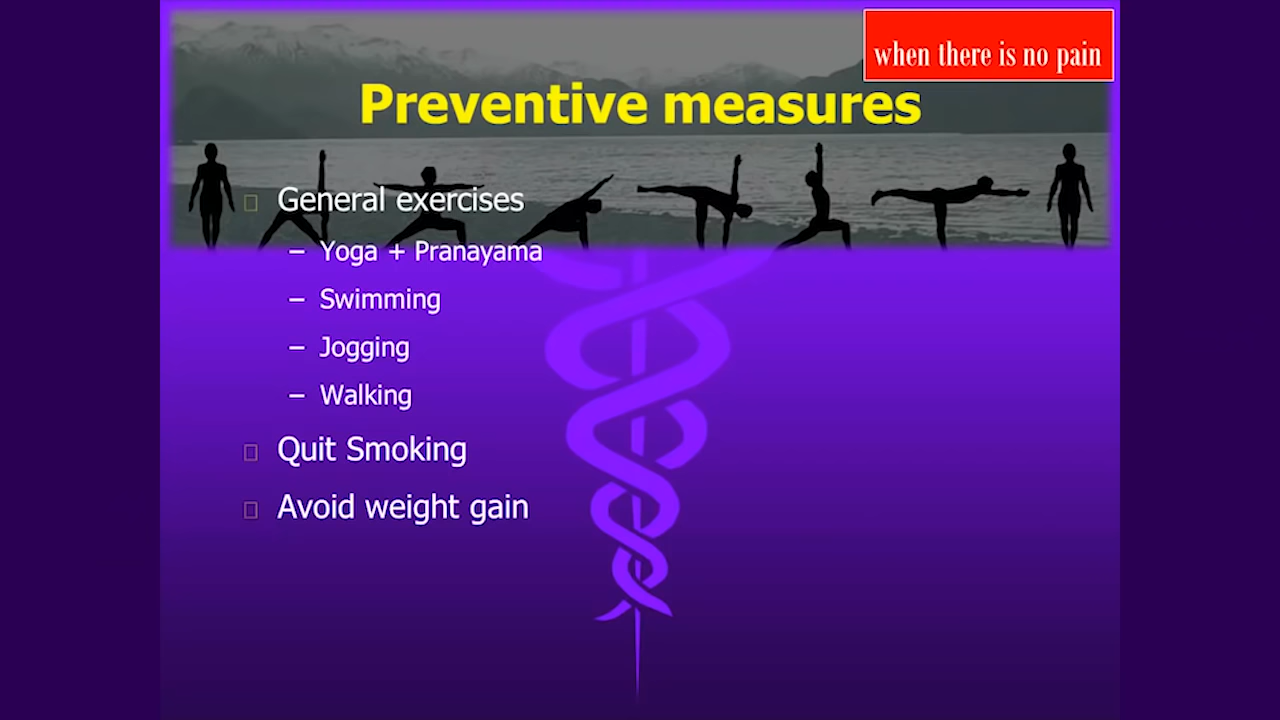 when there is no pain
Preventive measures
General exercises
– Yoga + Pranayama
– Swimming
– Jogging
– Walking
Quit Smoking
Avoid weight gain